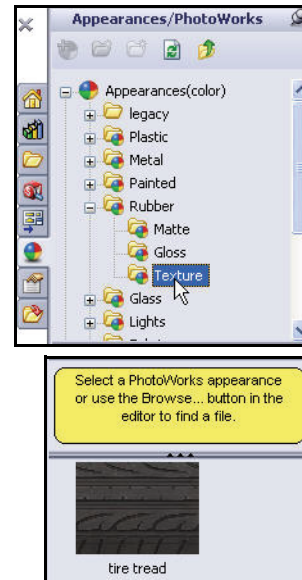 Appearances/PhotoWorks
Appearances(color)
legacy
Plastic
Metal
Painted
Rubber
Matte
Gloss
Texture
Glass
Lights
Select a PhotoWorks appearance
or use the Browse... button in the
editor to find a file.
tire tread